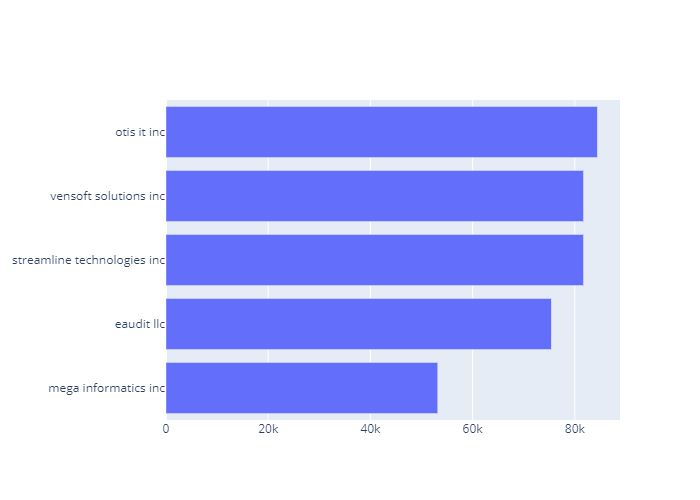 otis it inc
vensoft solutions inc
streamline technologies inc
eaudit llc
mega informatics inc
0 20k 40k 60k 80k